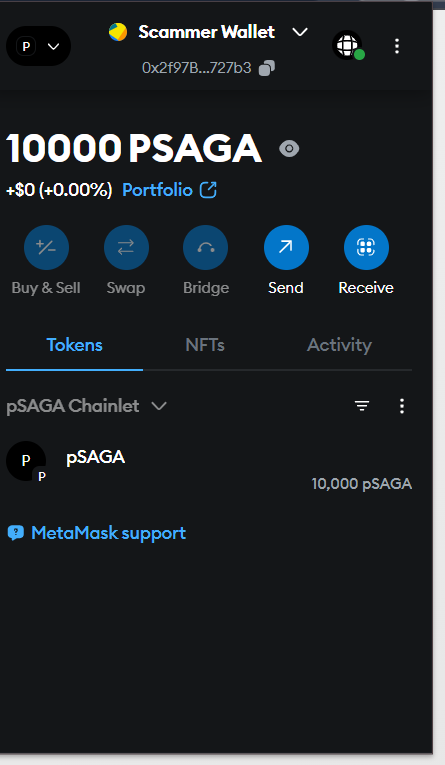 P
Scammer Wallet
0x2f97B...727b3
10000 PSAGA
+$0 (+0.00%) Portfolio
Buy & Sell Swap Bridge Send Receive
Tokens NFTs Activity
pSAGA Chainlet
P
P
pSAGA
10,000 pSAGA
MetaMask support